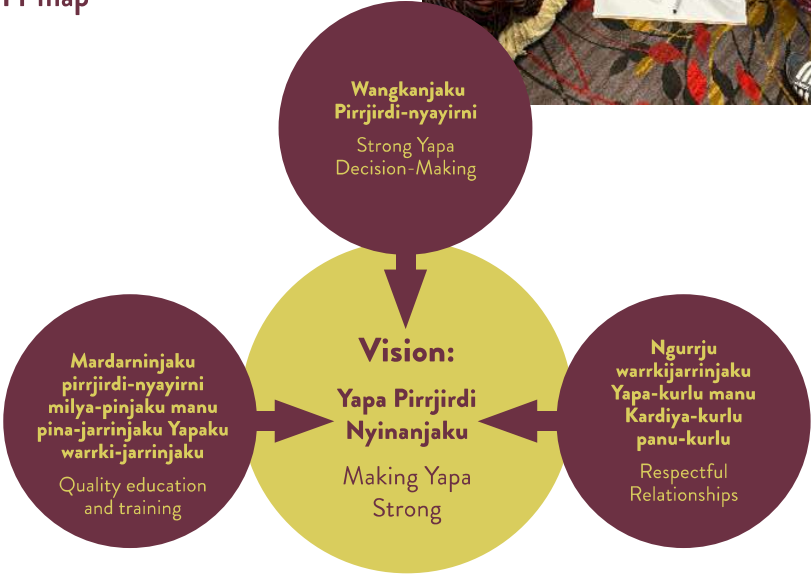 map
Wangkanjaku
Pirrjirdi-nyayirni
Strong Yapa
Decision-Making
Vision:
Yapa Pirrjirdi
Nyinanjaku
Making Yapa
Strong
Mardarninjaku
pirrjirdi-nyayirni
milya-pinjaku manu
pina-jarrinjaku Yapaku
warrki-jarrinjaku
Quality education
and training
Ngurrju
warrkijarrinjaku
Yapa-kurlu manu
Kardiya-kurlu
panu-kurlu
Respectful
Relationships